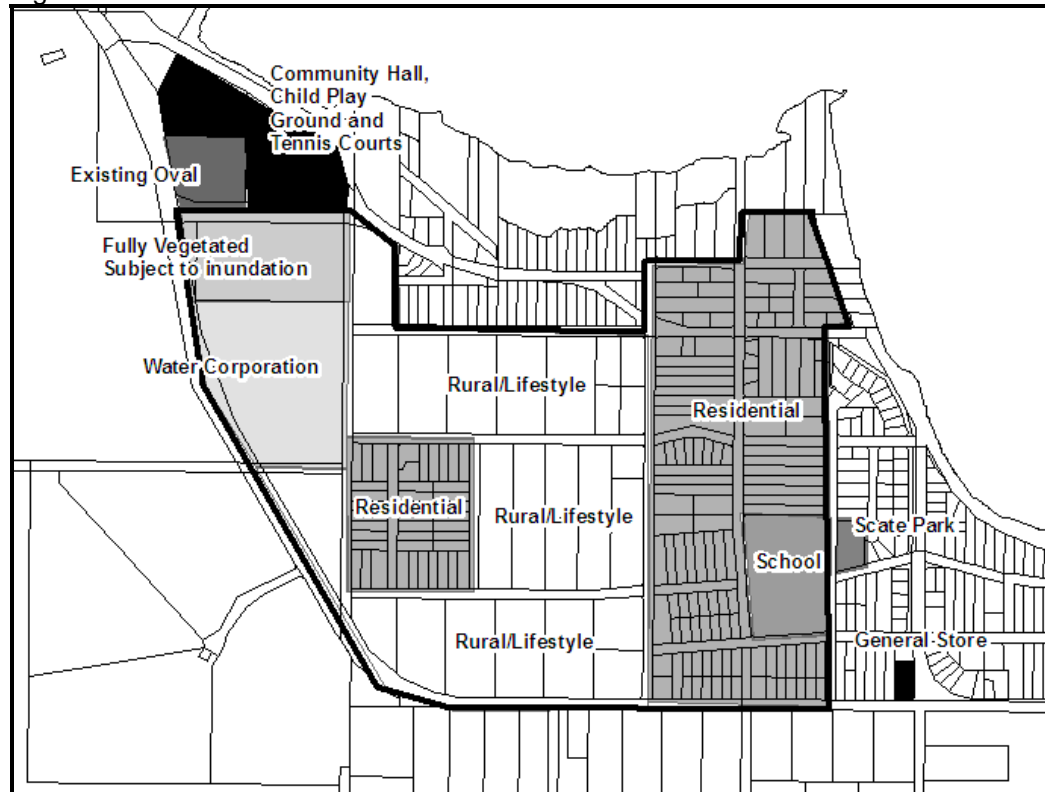 Community Hall,
Child Play
Ground and
Tennis Courts
Existing Oval
Fully Vegetated
Subject to inundation
Water Corporation
Rural/Lifestyle
Residential
Residential
Rural/Lifestyle
Scate Park
School
Rural/Lifestyle
General Store